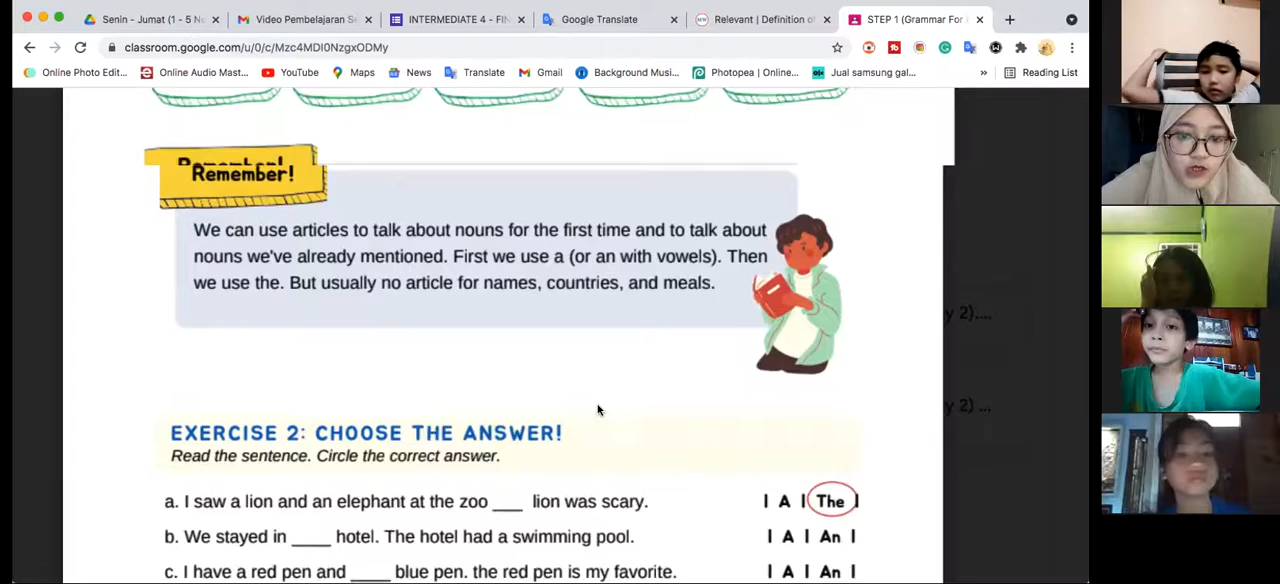 Senin - Jumat (1 - 5 N
Video Pembelajaran S
INTERMEDIATE 4 - FIN
Google Translate
Relevant | Definition o
STEP 1 (Grammar For
classroom.google.com/u/0/c/Mzc4MDI0NzgxODMy
Online Photo Edit...
Online Audio Mast...
YouTube
Maps
News
Translate
Gmail
Background Musi...
Photopea | Online...
Jual samsung gal...
»
Reading List
Remember!
Remember!
We can use articles to talk about nouns for the first time and to talk about
nouns we've already mentioned. First we use a (or an with vowels). Then
we use the. But usually no article for names, countries, and meals.
y 2)....
y 2) ...
EXERCISE 2: CHOOSE THE ANSWER!
Read the sentence. Circle the correct answer.
a. I saw a lion and an elephant at the zoo ___ lion was scary. | A | The |
b. We stayed in ____ hotel. The hotel had a swimming pool. | A | An |
c. I have a red pen and ____ blue pen. the red pen is my favorite. | A | An |